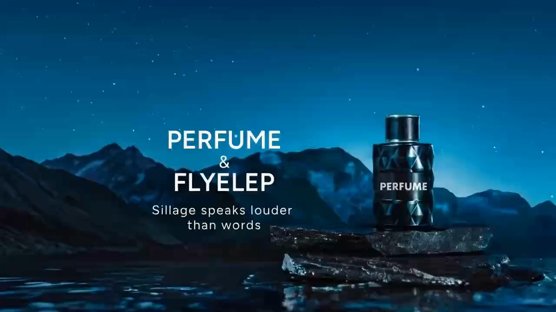 PERFUME
&
FLYELEP
Sillage speaks louder
than words
PERFUME